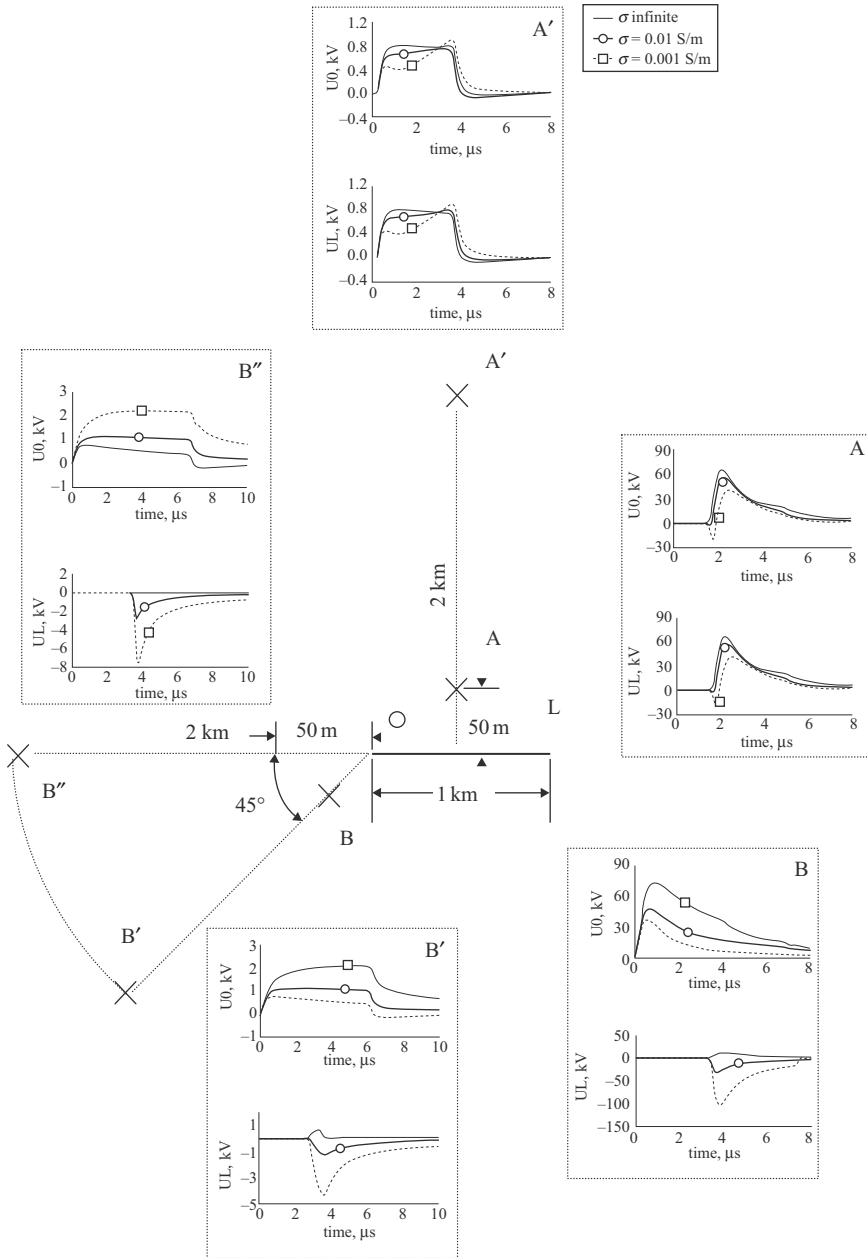 σ infinite
σ = 0.01 S/m
σ = 0.001 S/m
A′
U0, kV
1.2
0.8
0.4
0.0
−0.4
0 2 4 6 8
time, µs
UL, kV
1.2
0.8
0.4
0.0
−0.4
0 2 4 6 8
time, µs
B″
U0, kV
3
2
1
0
−1
0 2 4 6 8 10
time, µs
UL, kV
2
0
−2
−4
−6
−8
0 2 4 6 8 10
time, µs
A′
2 km
A
L
50 m
A
U0, kV
90
60
30
0
−30
0 2 4 6 8
time, µs
UL, kV
90
60
30
0
−30
0 2 4 6 8
time, µs
2 km
50 m
B″
45°
B
1 km
B′
B′
U0, kV
3
2
1
0
−1
0 2 4 6 8 10
time, µs
UL, kV
1
−1
−3
−5
0 2 4 6 8 10
time, µs
B
U0, kV
90
60
30
0
0 2 4 6 8
time, µs
UL, kV
50
0
−50
−100
−150
0 2 4 6 8
time, µs